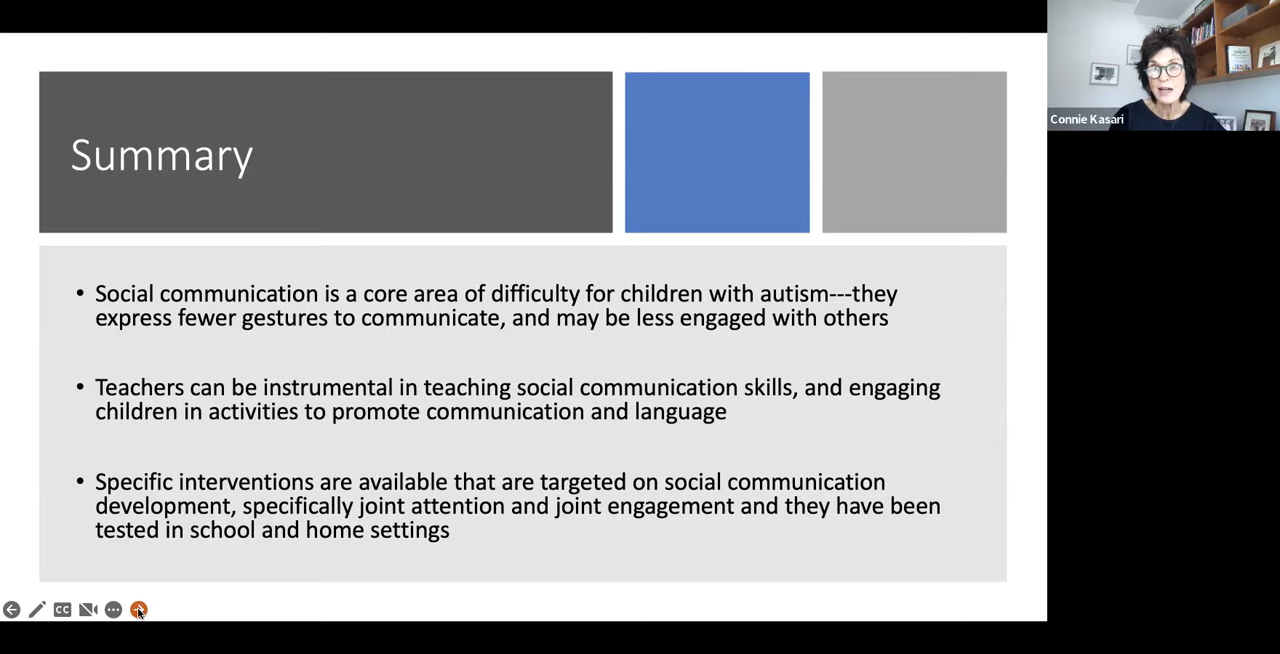 Summary
Connie Kasari
• Social communication is a core area of difficulty for children with autism---they
express fewer gestures to communicate, and may be less engaged with others
• Teachers can be instrumental in teaching social communication skills, and engaging
children in activities to promote communication and language
• Specific interventions are available that are targeted on social communication
development, specifically joint attention and joint engagement and they have been
tested in school and home settings
CC